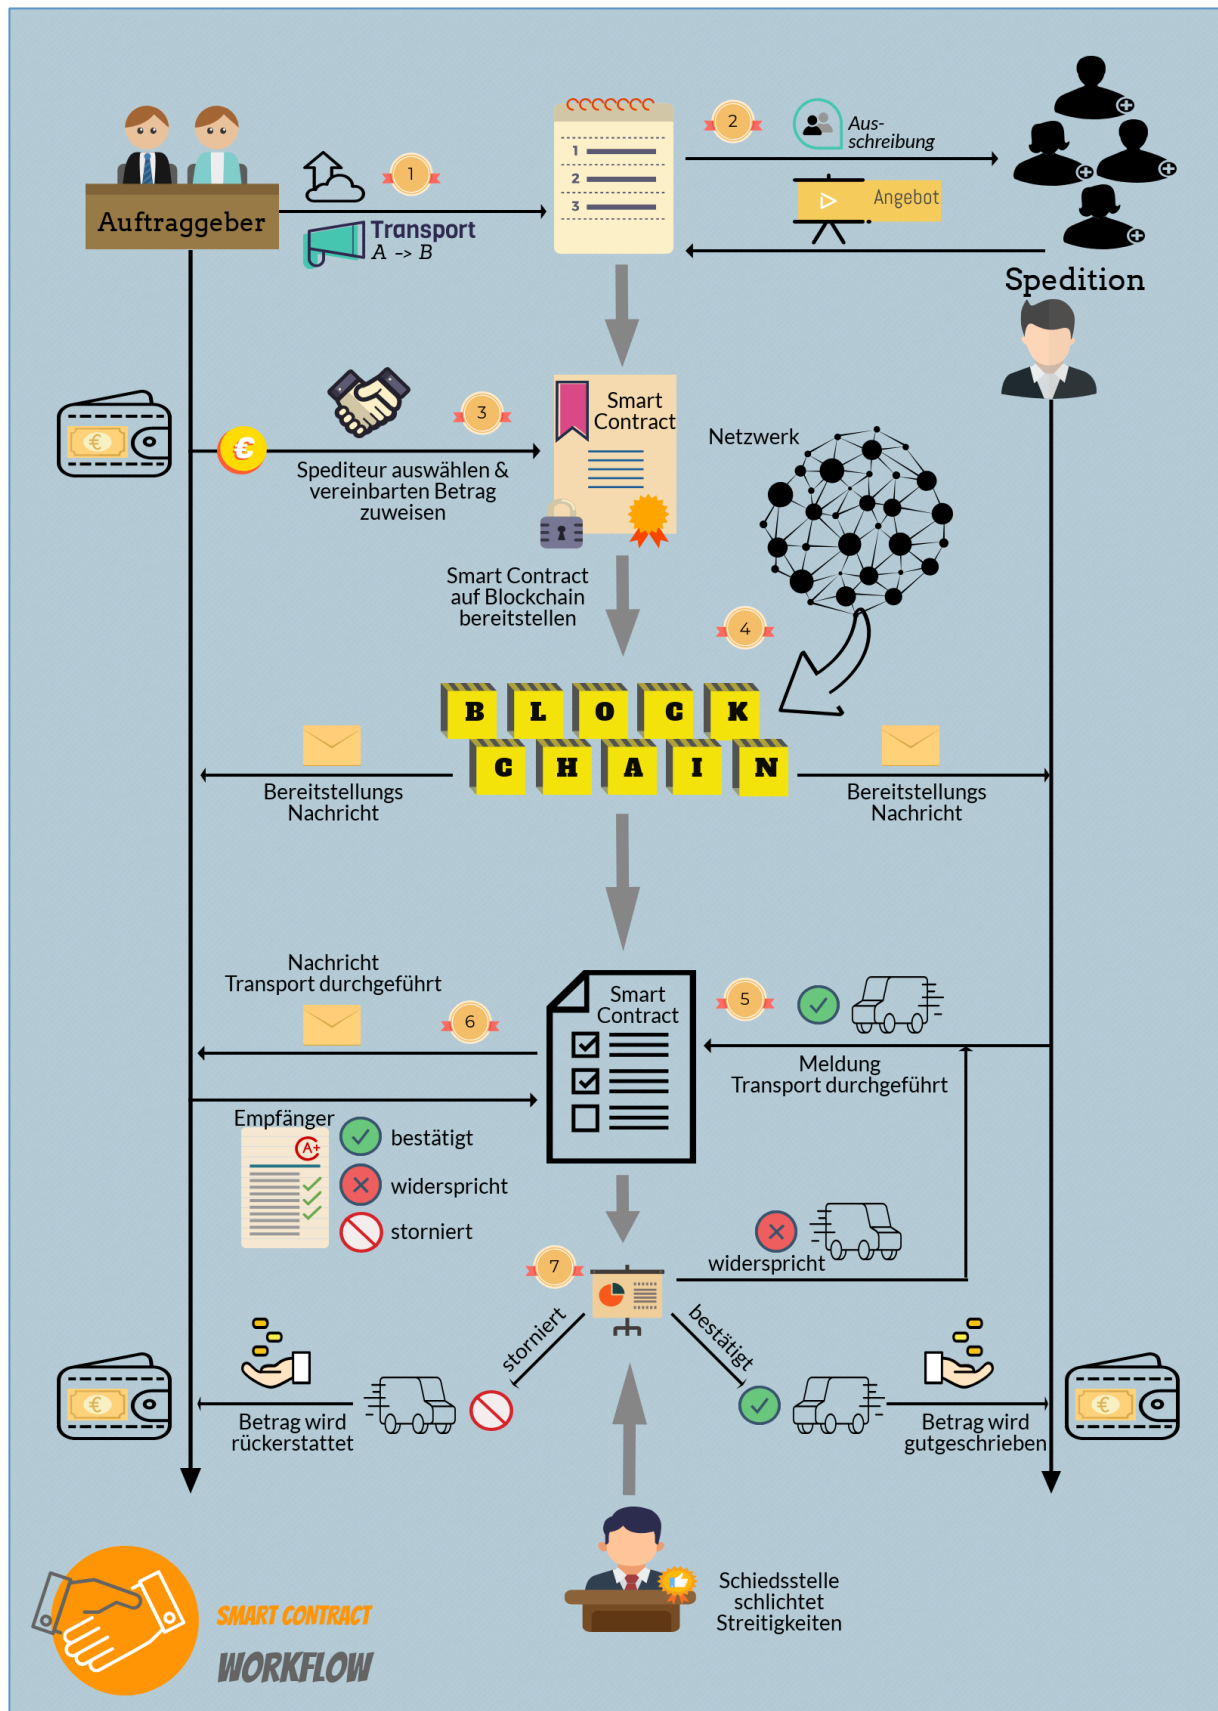 Auftraggeber
1
Transport
A -> B
1
2
3
2
Aus-
schreibung
Angebot
Spedition
3
Spediteur auswählen &
vereinbarten Betrag
zuweisen
Smart
Contract
Netzwerk
Smart Contract
auf Blockchain
bereitstellen
4
BLOCK
CHAIN
Bereitstellungs
Nachricht
Bereitstellungs
Nachricht
Nachricht
Transport durchgeführt
6
Smart
Contract
5
Meldung
Transport durchgeführt
Empfänger
A+
bestätigt
widerspricht
storniert
7
widerspricht
storniert
bestätigt
Betrag wird
rückerstattet
Betrag wird
gutgeschrieben
Schiedsstelle
schlichtet
Streitigkeiten
SMART CONTRACT
WORKFLOW